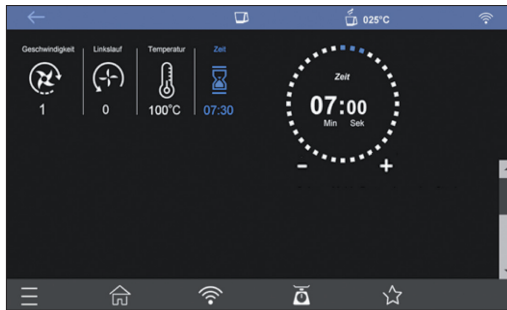 025°C
Geschwindigkeit Linkslauf Temperatur Zeit
1 0 100°C 07:30
Zeit
07:00
Min Sek
- +